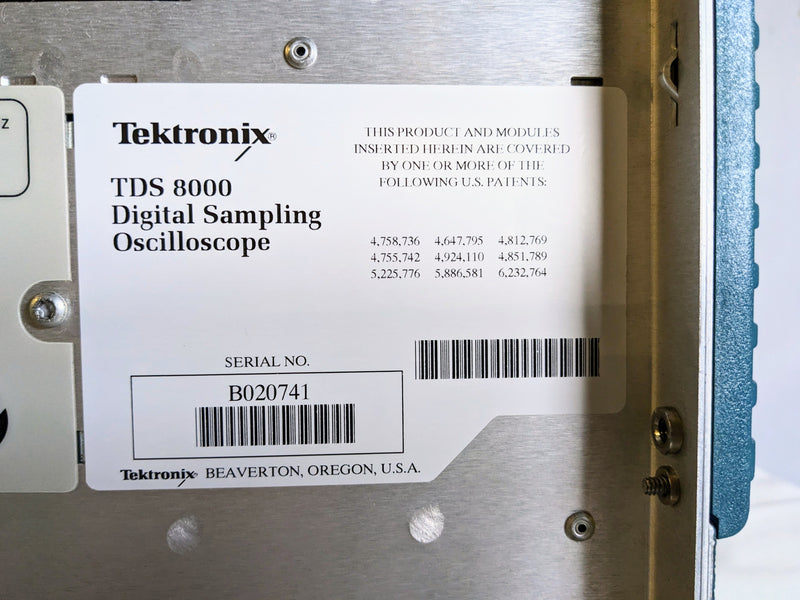 Z
Tektronix®
TDS 8000
Digital Sampling
Oscilloscope
THIS PRODUCT AND MODULES
INSERTED HEREIN ARE COVERED
BY ONE OR MORE OF THE
FOLLOWING U.S. PATENTS:
4,758,736 4,647,795 4,812,769
4,755,742 4,924,110 4,851,789
5,225,776 5,886,581 6,232,764
SERIAL NO.
B020741
Tektronix BEAVERTON, OREGON, U.S.A.